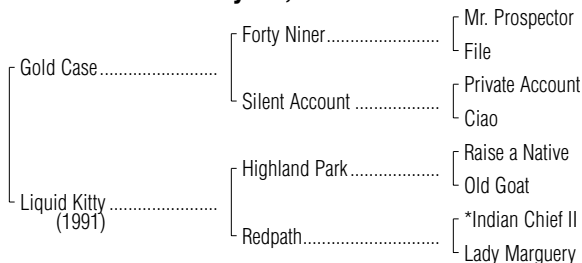 Mr. Prospector
Forty Niner
File
Gold Case
Private Account
Silent Account
Ciao
Raise a Native
Highland Park
Old Goat
Liquid Kitty
(1991)
*Indian Chief II
Redpath
Lady Marguery